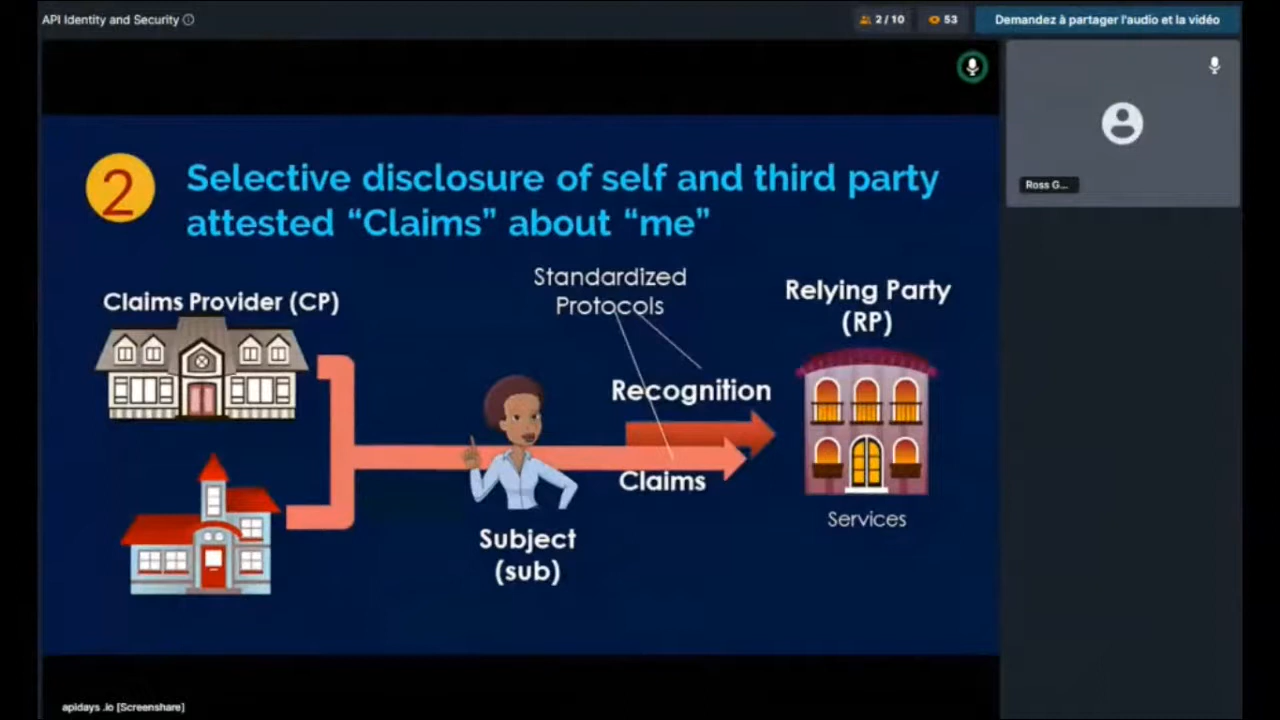 API Identity and Security
2 / 10
53
Demandez à partager l'audio et la vidéo
Ross G...
2
Selective disclosure of self and third party
attested “Claims” about “me”
Standardized
Protocols
Claims Provider (CP)
Relying Party
(RP)
Recognition
Claims
Services
Subject
(sub)
apidays .io [Screenshare]